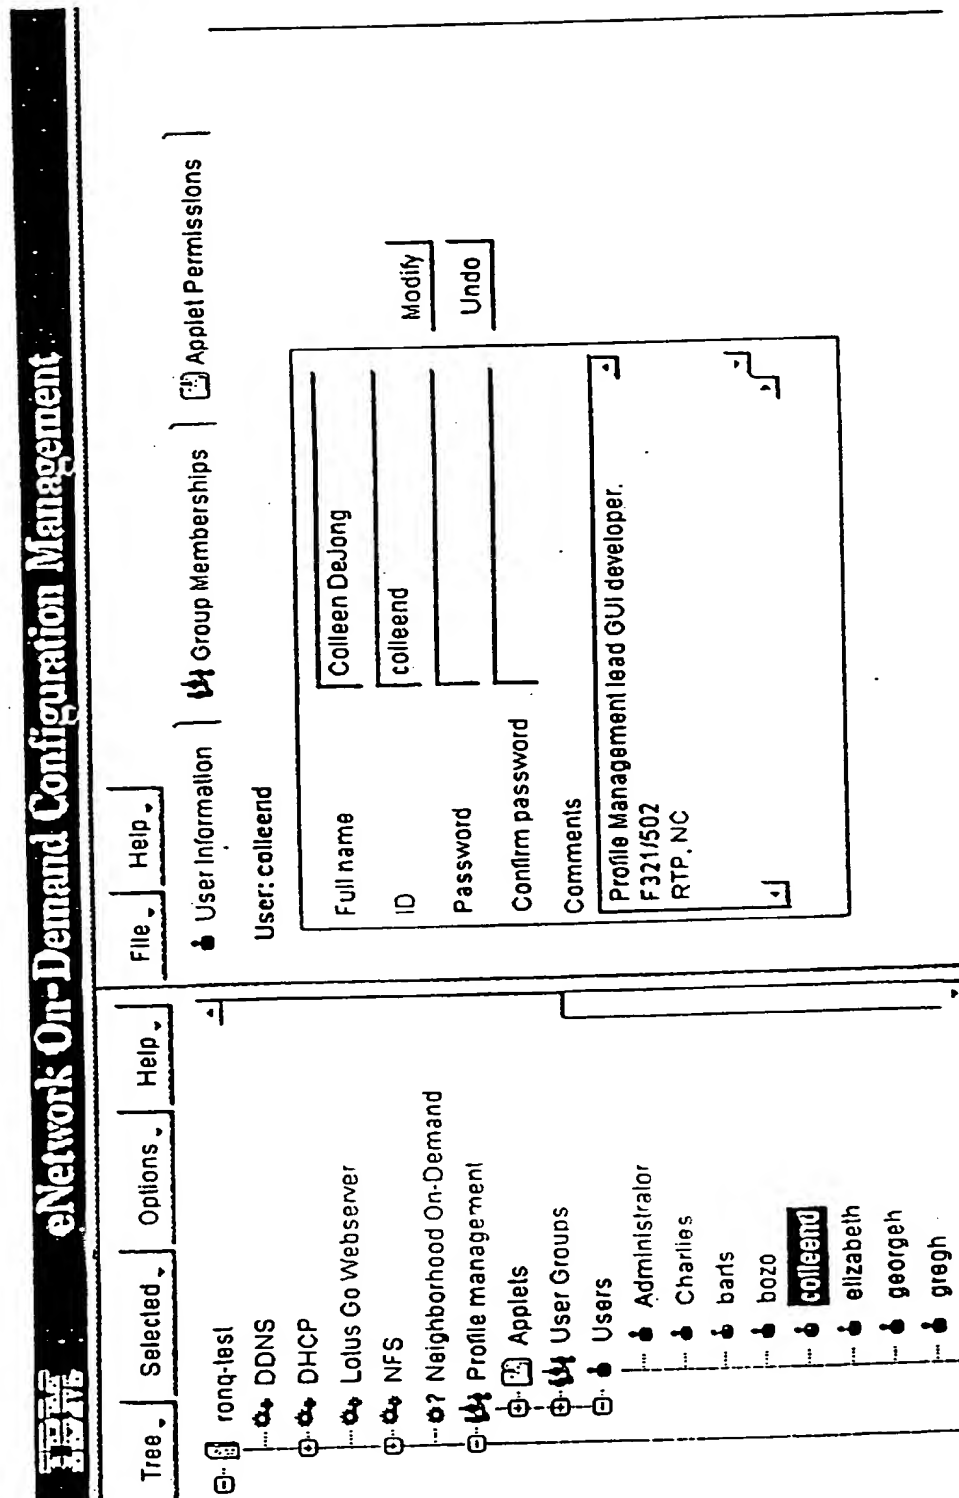 IBM eNetwork On-Demand Configuration Management
Tree Selected Options Help
ronq-test
DDNS
DHCP
Lotus Go Webserver
NFS
? Neighborhood On-Demand
Profile management
Applets
User Groups
Users
Administrator
Charlies
barts
bozo
colleend
elizabeth
georgeh
gregh
File Help
User Information Group Memberships Applet Permissions
User: colleend
Full name Colleen DeJong
ID colleend
Password
Confirm password
Comments
Profile Management lead GUI developer.
F321/502
RTP, NC
Modify
Undo